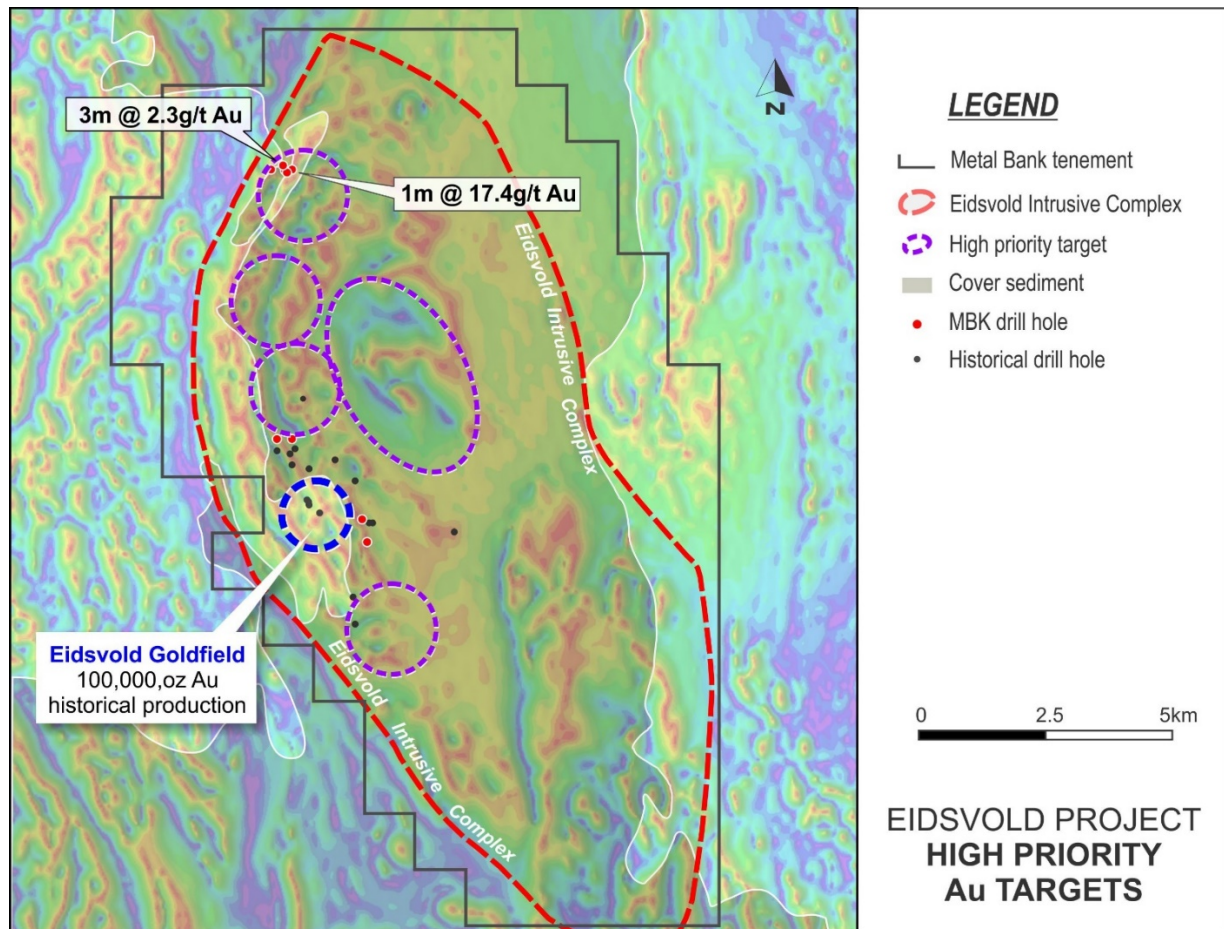 3m @ 2.3g/t Au
1m @ 17.4g/t Au
N
Eidsvold Intrusive Complex
Eidsvold Goldfield
100,000,oz Au
historical production
Eidsvold Intrusive Complex
LEGEND
Metal Bank tenement
Eidsvold Intrusive Complex
High priority target
Cover sediment
MBK drill hole
Historical drill hole
0 2.5 5km
EIDSVOLD PROJECT
HIGH PRIORITY
Au TARGETS